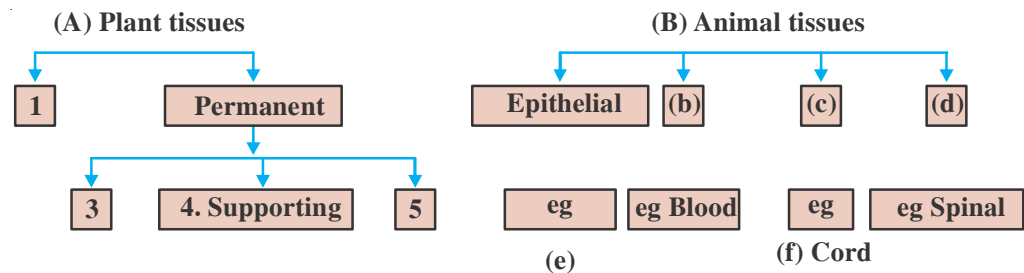 (A) Plant tissues
(B) Animal tissues
1
Permanent
Epithelial
(b)
(c)
(d)
3
4. Supporting
5
eg
eg Blood
eg
eg Spinal
(e)
(f) Cord